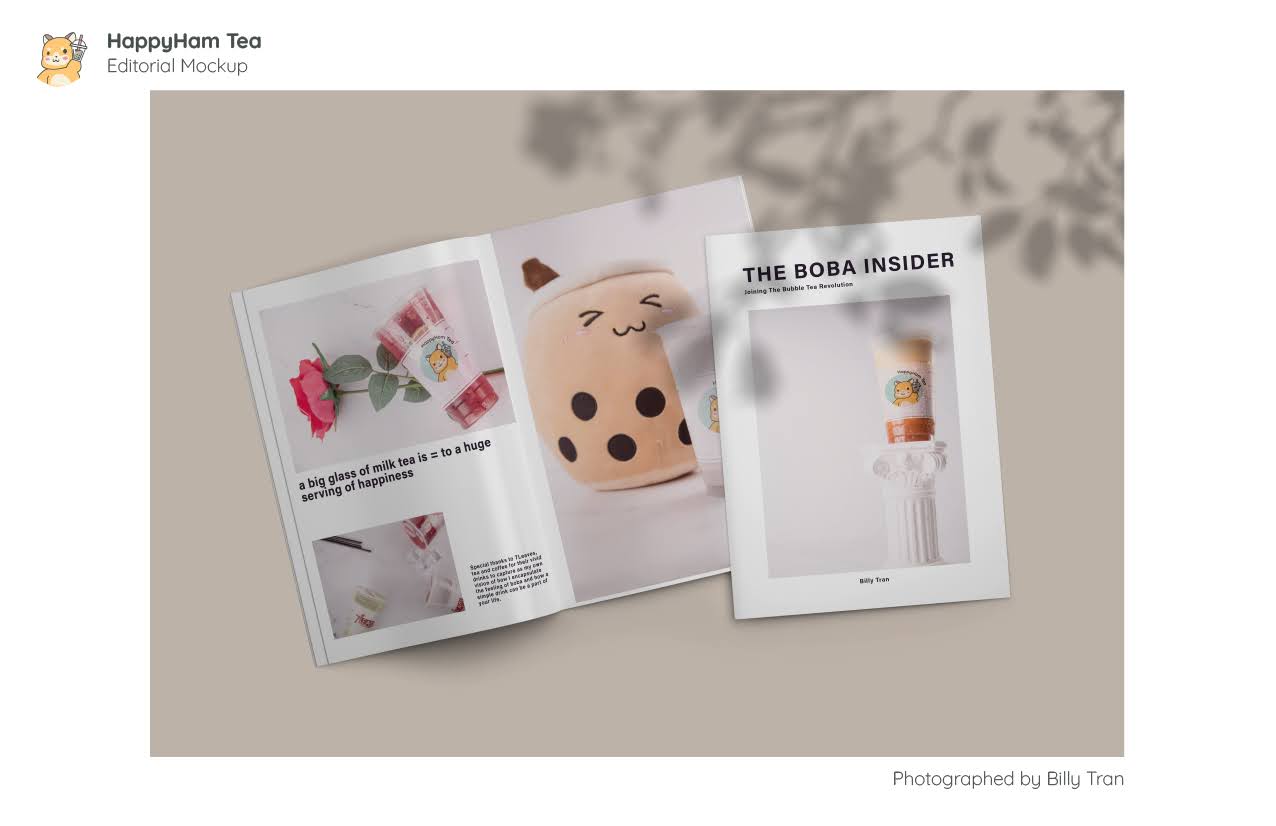 HappyHam Tea
Editorial Mockup
HappyHam Tea
a big glass of milk tea is = to a huge
serving of happiness
Special thanks to 7Leaves,
tea and coffee for their vivid
drinks to capture as my own
vision of how I encapsulate
the feeling of boba and how a
simple drink can be a part of
your life.
THE BOBA INSIDER
Joining The Bubble Tea Revolution
HappyHam Tea
Billy Tran
Photographed by Billy Tran